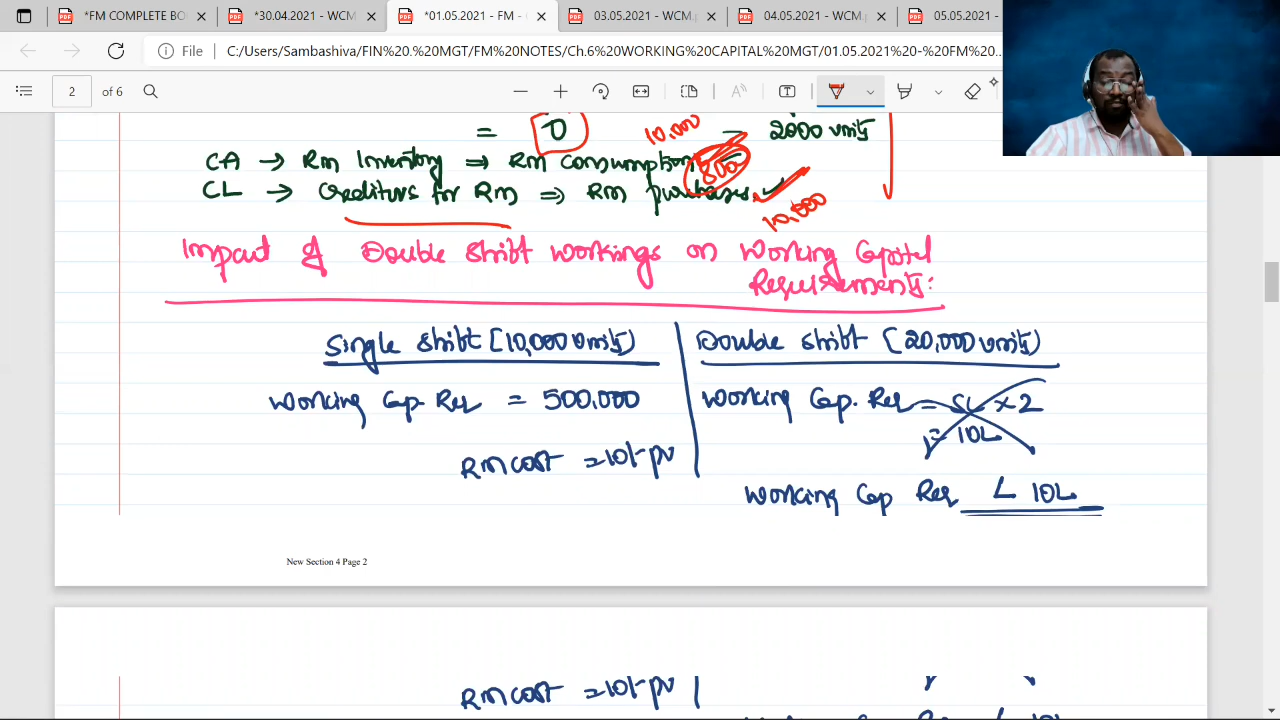 *FM COMPLETE BO
*30.04.2021 - WCM
*01.05.2021 - FM -
03.05.2021 - WCM
04.05.2021 - WCM
05.05.2021 -
File C:/Users/Sambashiva/FIN%20.%20MGT/FM%20NOTES/Ch.6%20WORKING%20CAPITAL%20MGT/01.05.2021%20-%20FM%20...
2 of 6
= 0 10,000 - 2000 units
CA → Rm Inventory ⇒ Rm Consumption 800
CL → Creditors for Rm ⇒ Rm purchases ✓ 10,000
Impact of Double Shift workings on Working Capital
Requirements:
Single Shift [10,000 units)
Double shift [20,000 units)
Working Cap. Req = 500,000
Working Cap. Req = 5L × 2
= 10L
RM cost = 10/- pu
Working Cap Req < 10L
New Section 4 Page 2
RM cost = 10/- pu